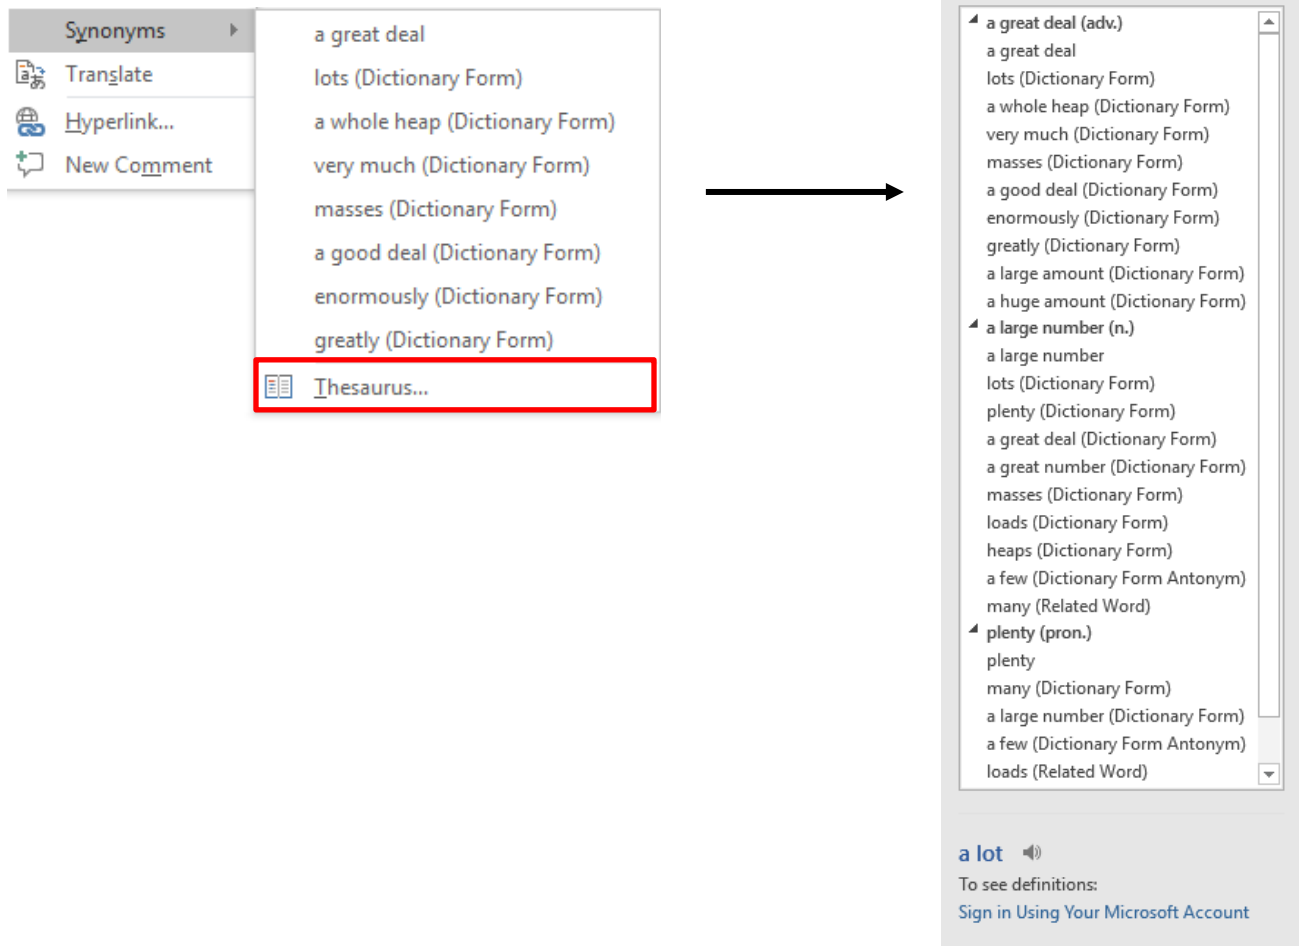 Synonyms
Translate
Hyperlink...
New Comment
a great deal
lots (Dictionary Form)
a whole heap (Dictionary Form)
very much (Dictionary Form)
masses (Dictionary Form)
a good deal (Dictionary Form)
enormously (Dictionary Form)
greatly (Dictionary Form)
Thesaurus...
a great deal (adv.)
a great deal
lots (Dictionary Form)
a whole heap (Dictionary Form)
very much (Dictionary Form)
masses (Dictionary Form)
a good deal (Dictionary Form)
enormously (Dictionary Form)
greatly (Dictionary Form)
a large amount (Dictionary Form)
a huge amount (Dictionary Form)
a large number (n.)
a large number
lots (Dictionary Form)
plenty (Dictionary Form)
a great deal (Dictionary Form)
a great number (Dictionary Form)
masses (Dictionary Form)
loads (Dictionary Form)
heaps (Dictionary Form)
a few (Dictionary Form Antonym)
many (Related Word)
plenty (pron.)
plenty
many (Dictionary Form)
a large number (Dictionary Form)
a few (Dictionary Form Antonym)
loads (Related Word)
a lot
To see definitions:
Sign in Using Your Microsoft Account